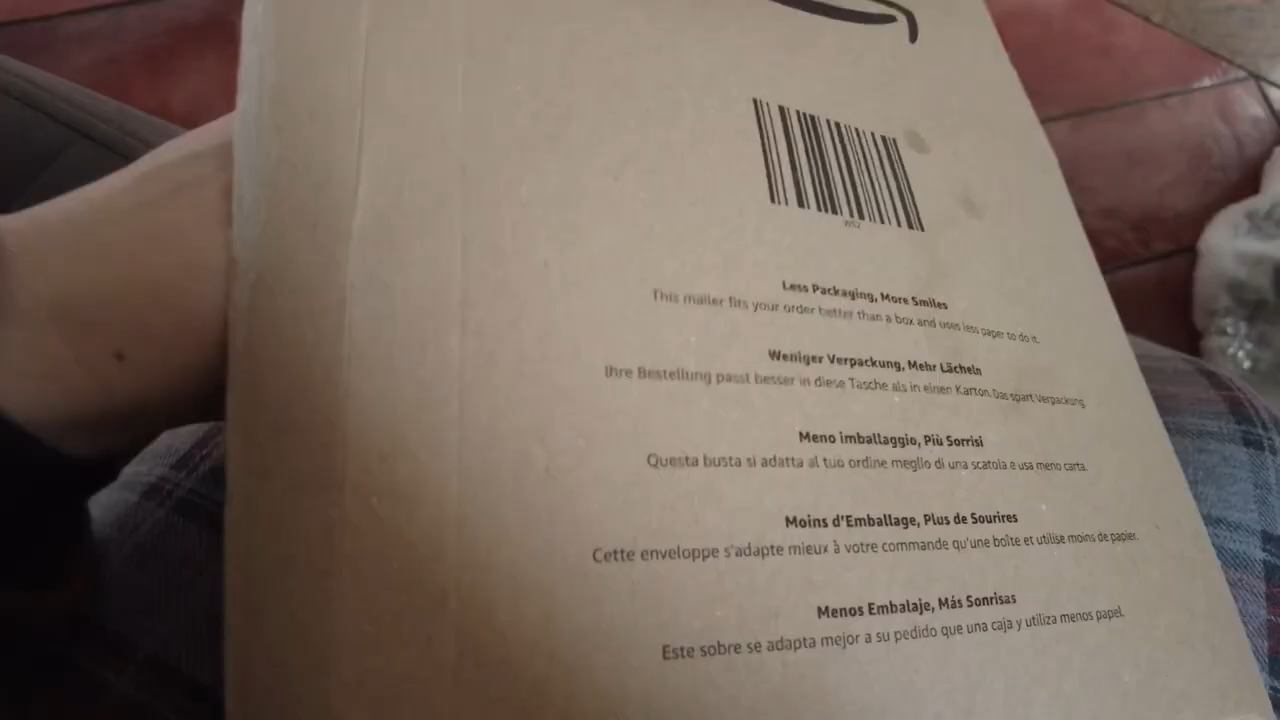 WS2
Less Packaging, More Smiles
This mailer fits your order better than a box and uses less paper to do it.
Weniger Verpackung, Mehr Lächeln
Ihre Bestellung passt besser in diese Tasche als in einen Karton. Das spart Verpackung.
Meno imballaggio, Più Sorrisi
Questa busta si adatta al tuo ordine meglio di una scatola e usa meno carta.
Moins d'Emballage, Plus de Sourires
Cette enveloppe s'adapte mieux à votre commande qu'une boîte et utilise moins de papier.
Menos Embalaje, Más Sonrisas
Este sobre se adapta mejor a su pedido que una caja y utiliza menos papel.